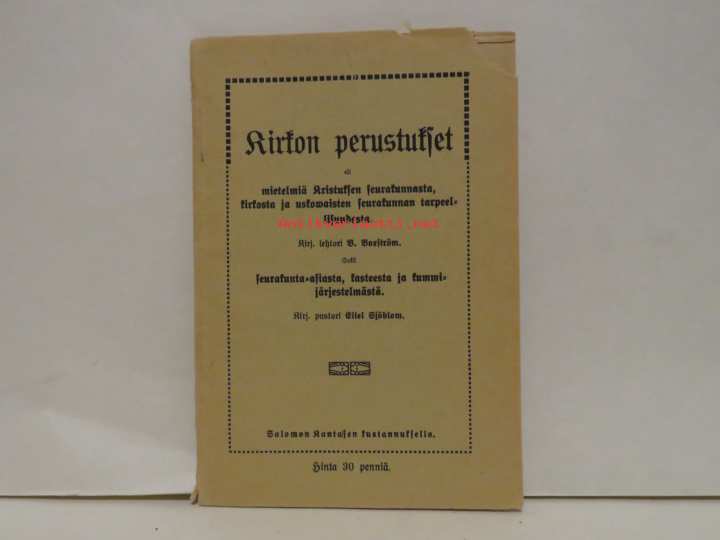 Kirkon perustukset
eli
mietelmiä Kristuksen seurakunnasta,
kirkosta ja uskowaisten seurakunnan tarpeel-
lisuudesta.
Kirj. lehtori B. Boxström.
Sekä
seurakunta-asiasta, kasteesta ja kummi-
järjestelmästä.
Kirj. pastori Eliel Sjöblom.
Salomon Kantasen kustannuksella.
Hinta 30 penniä.